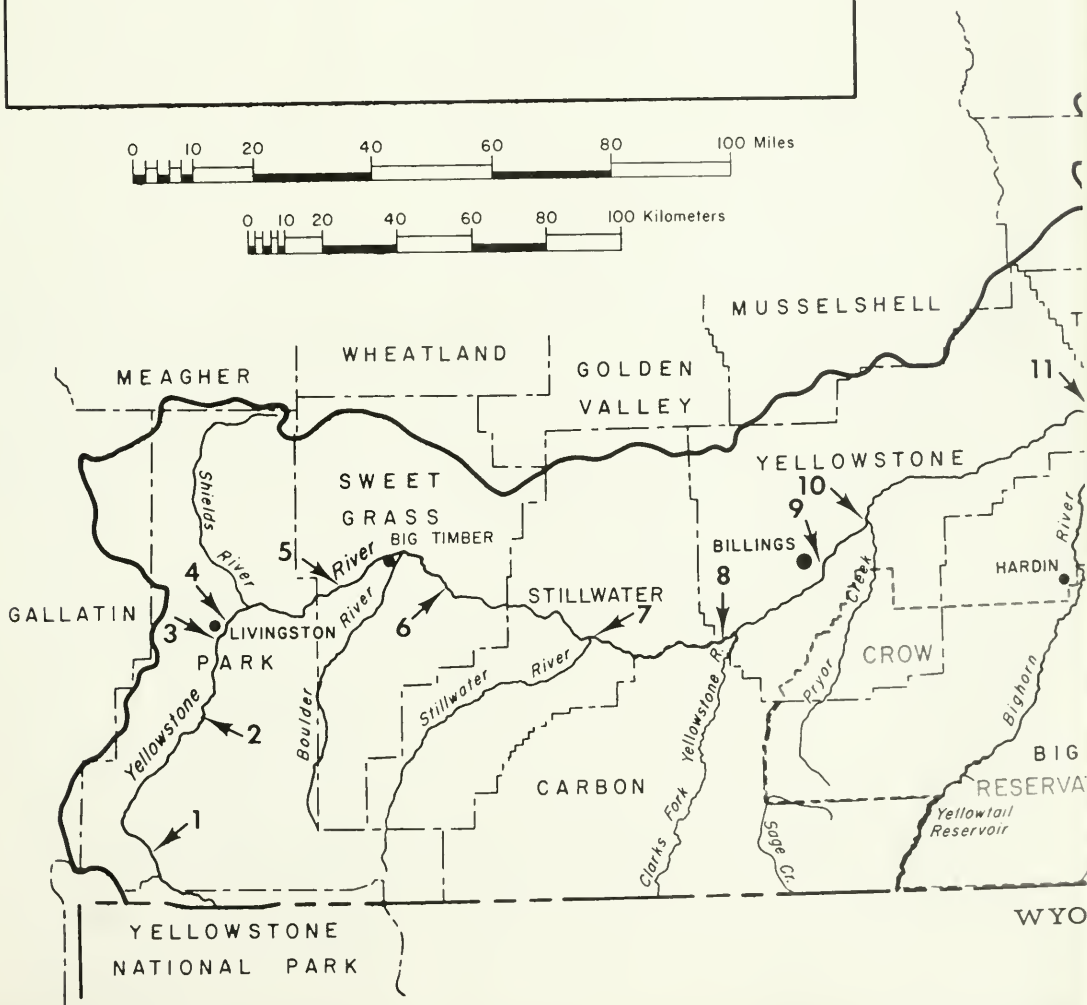 0 10 20 40 60 80 100 Miles
0 10 20 40 60 80 100 Kilometers
MUSSELSHELL
WHEATLAND
MEAGHER
GOLDEN
VALLEY
T
11
YELLOWSTONE
SWEET
GRASS
Shields
River
10
9
BIG TIMBER
5
River
BILLINGS
8
River
HARDIN
4
GALLATIN
3
LIVINGSTON
PARK
River
Boulder
6
STILLWATER
7
Creek
Pryor
CROW
Stillwater
River
Yellowstone
2
Clarks Fork Yellowstone R.
Bighorn
CARBON
BIG
RESERVA
1
Sage Cr.
Yellowtail
Reservoir
WYO
YELLOWSTONE
NATIONAL PARK